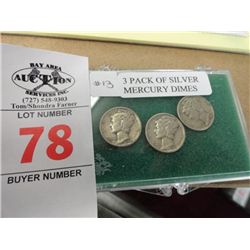 BAY AREA
AUCTION
SERVICES INC.
(727) 548-9303
Tom/Shondra Farner
LOT NUMBER
78
BUYER NUMBER
#13
3 PACK OF SILVER
MERCURY DIMES